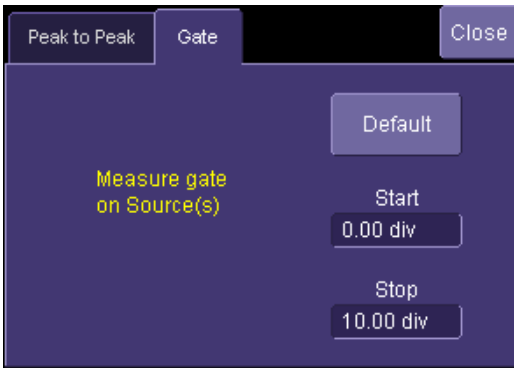 Peak to Peak
Gate
Close
Default
Measure gate
on Source(s)
Start
0.00 div
Stop
10.00 div